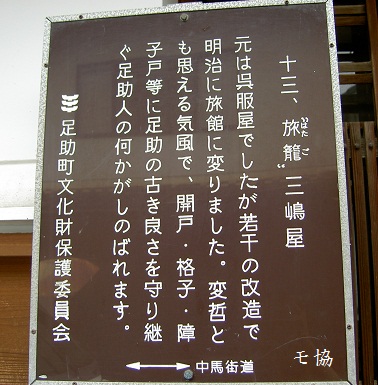 十三、旅籠〝三嶋屋
はたご
元は呉服屋でしたが若干の改造で
明治に旅館に変りました。変哲と
も思える気風で、開戸・格子・障
子戸等に足助の古き良さを守り継
ぐ足助人の何かがしのばれます。
足助町文化財保護委員会
中馬街道
モ協